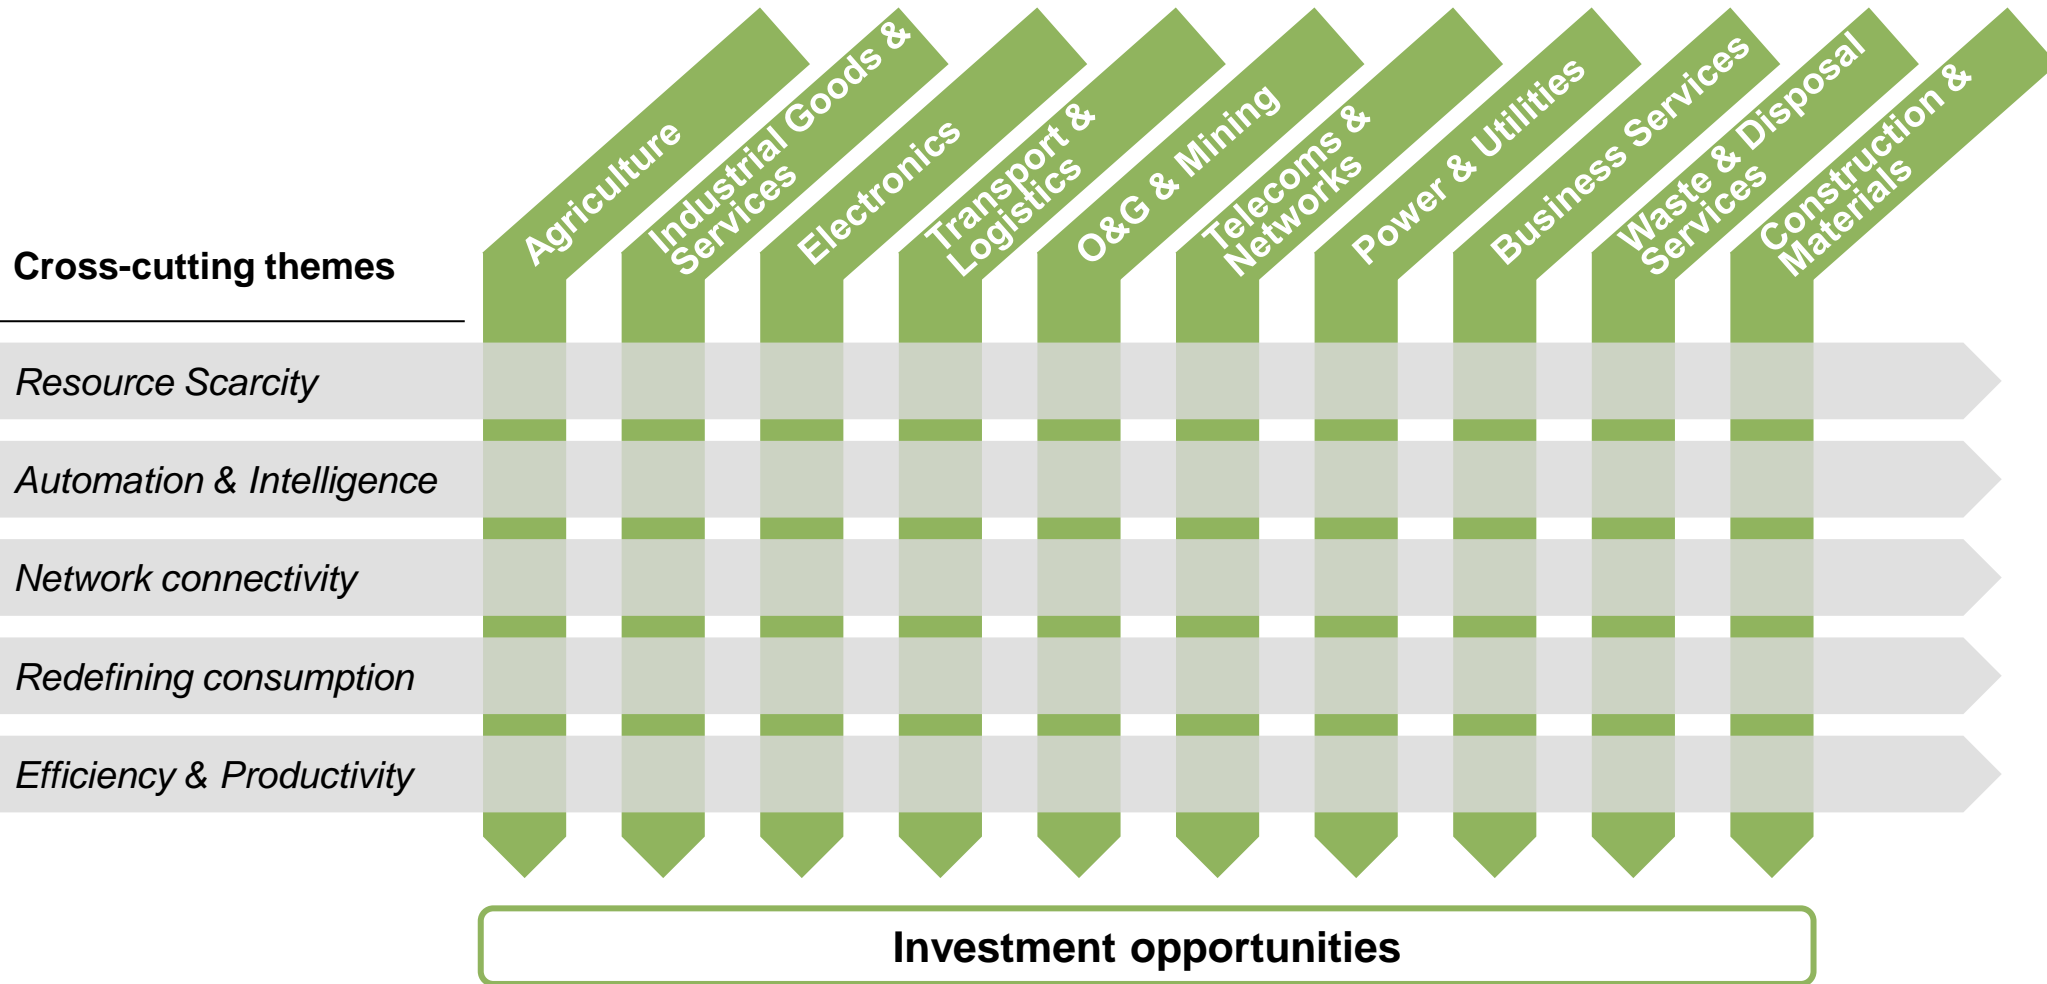 Agriculture
Industrial Goods &
Services
Electronics
Transport &
Logistics
O&G & Mining
Telecoms &
Networks
Power & Utilities
Business Services
Waste & Disposal
Services
Construction &
Materials
Cross-cutting themes
Resource Scarcity
Automation & Intelligence
Network connectivity
Redefining consumption
Efficiency & Productivity
Investment opportunities